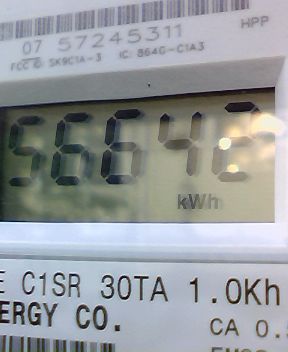 HPP
07 57245311
FCC ID: SK9C1A-3 IC: 864G-C1A3
56642
kWh
E C1SR 30TA 1.0Kh
ERGY CO.
CA 0.5